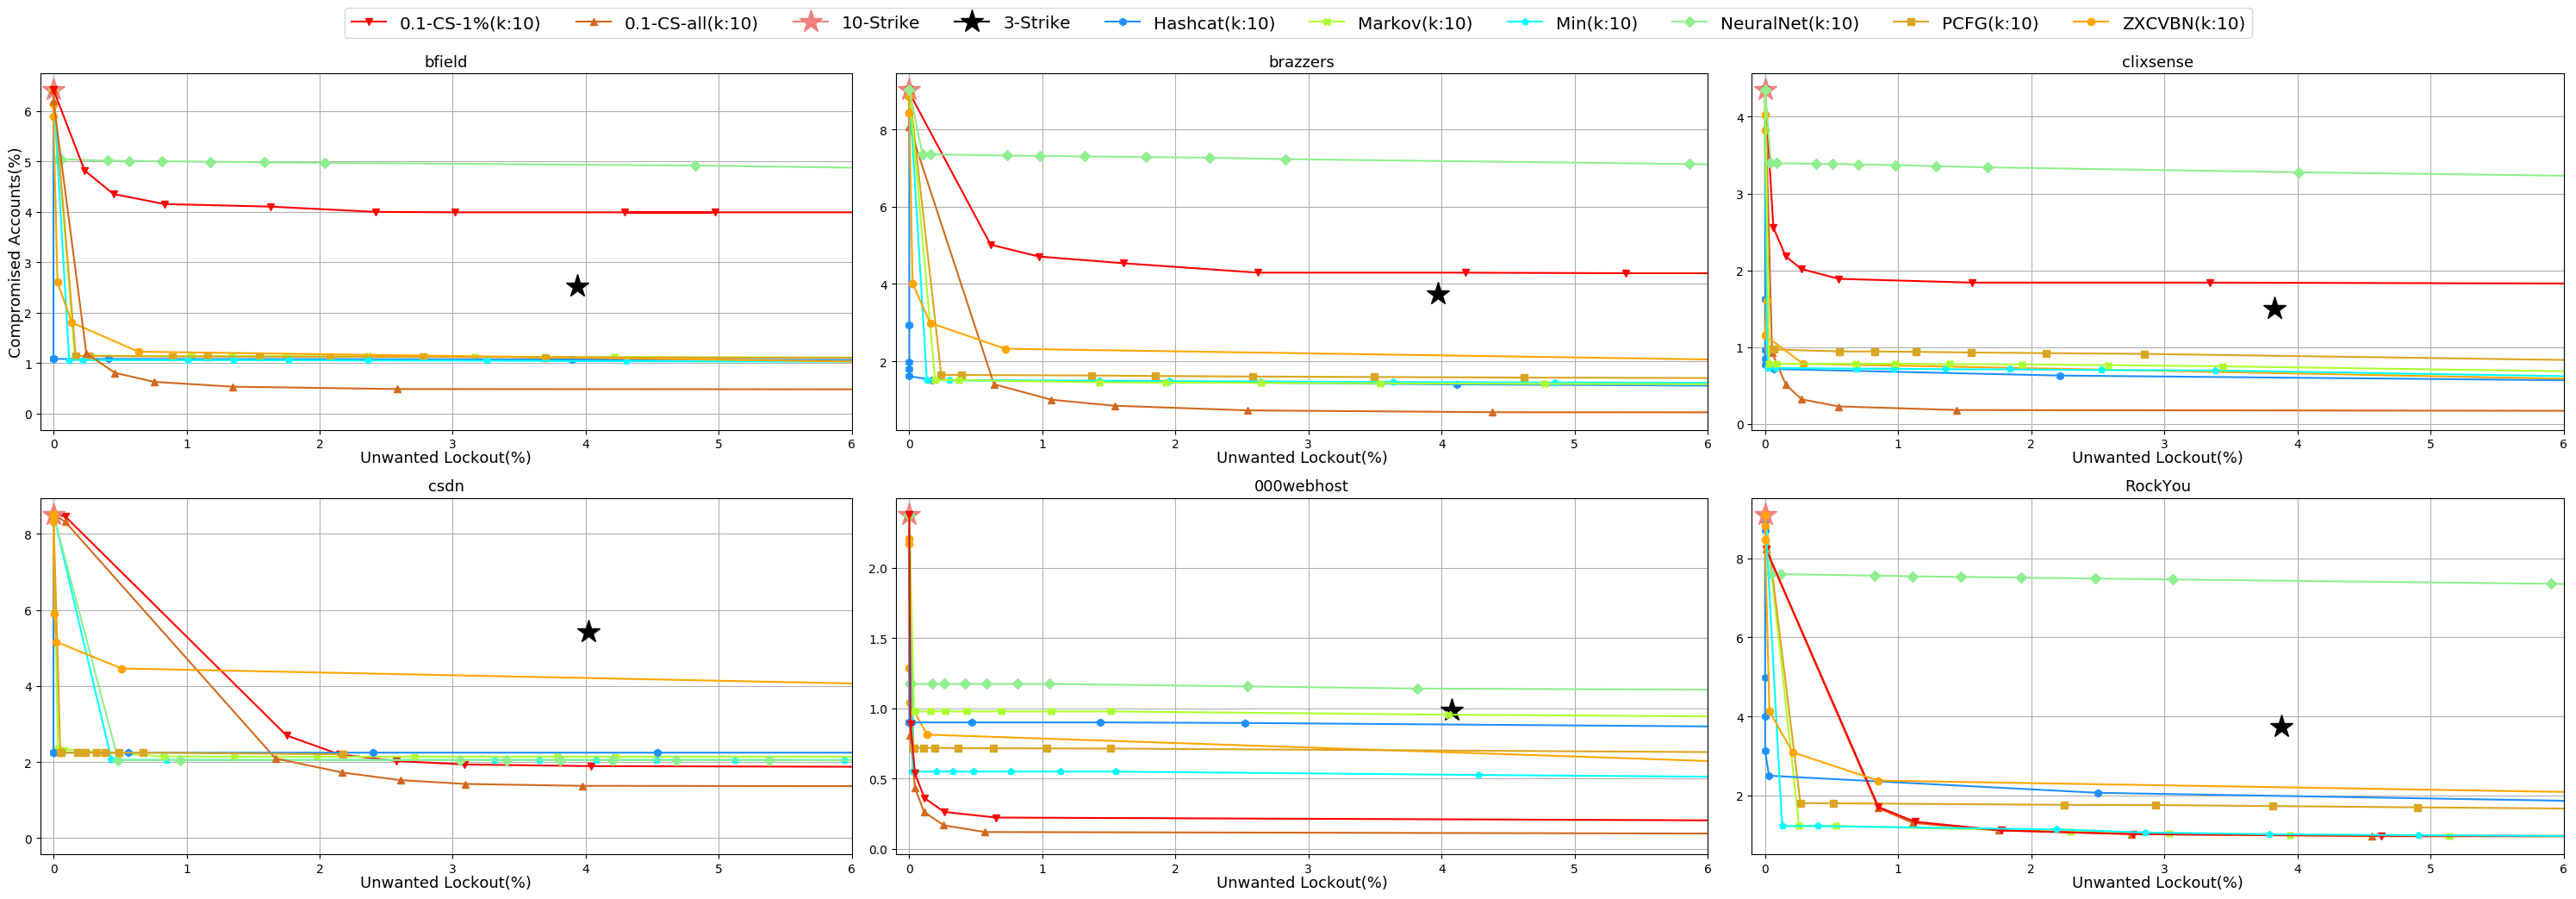 0.1-CS-1%(k:10) 0.1-CS-all(k:10) 10-Strike 3-Strike Hashcat(k:10) Markov(k:10) Min(k:10) NeuralNet(k:10) PCFG(k:10) ZXCVBN(k:10)
bfield
brazzers
clixsense
Compromised Accounts(%)
6
5
4
3
2
1
0
0 1 2 3 4 5 6
Unwanted Lockout(%)
8
6
4
2
0 1 2 3 4 5 6
Unwanted Lockout(%)
4
3
2
1
0
0 1 2 3 4 5 6
Unwanted Lockout(%)
csdn
000webhost
RockYou
8
6
4
2
0
0 1 2 3 4 5 6
Unwanted Lockout(%)
2.0
1.5
1.0
0.5
0.0
0 1 2 3 4 5 6
Unwanted Lockout(%)
8
6
4
2
0 1 2 3 4 5 6
Unwanted Lockout(%)